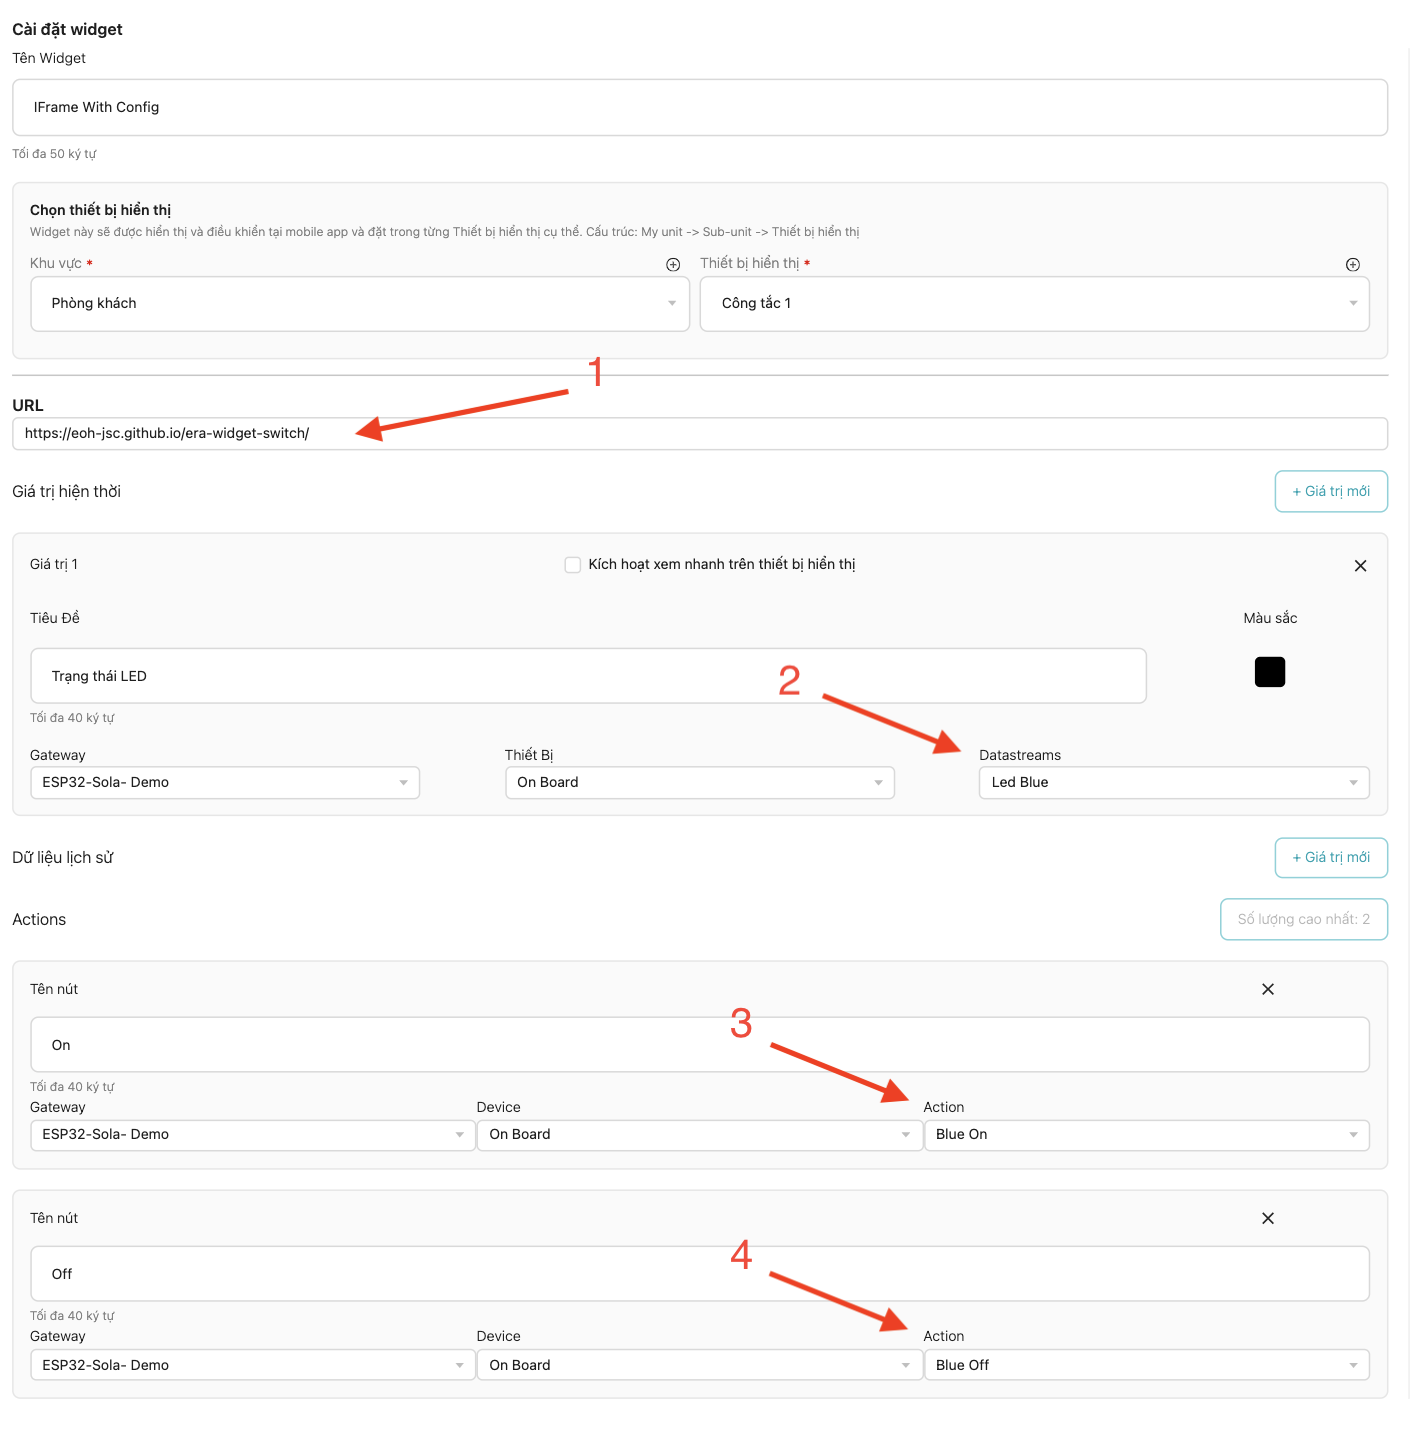 Cài đặt widget
Tên Widget
IFrame With Config
Tối đa 50 ký tự
Chọn thiết bị hiển thị
Widget này sẽ được hiển thị và điều khiển tại mobile app và đặt trong từng Thiết bị hiển thị cụ thể. Cấu trúc: My unit -> Sub-unit -> Thiết bị hiển thị
Khu vực * Thiết bị hiển thị *
Phòng khách Công tắc 1
1
URL
https://eoh-jsc.github.io/era-widget-switch/
Giá trị hiện thời + Giá trị mới
Giá trị 1 Kích hoạt xem nhanh trên thiết bị hiển thị
Tiêu Đề Màu sắc
Trạng thái LED
2
Tối đa 40 ký tự
Gateway Thiết Bị Datastreams
ESP32-Sola- Demo On Board Led Blue
Dữ liệu lịch sử + Giá trị mới
Actions Số lượng cao nhất: 2
Tên nút
3
On
Tối đa 40 ký tự
Gateway Device Action
ESP32-Sola- Demo On Board Blue On
Tên nút
4
Off
Tối đa 40 ký tự
Gateway Device Action
ESP32-Sola- Demo On Board Blue Off